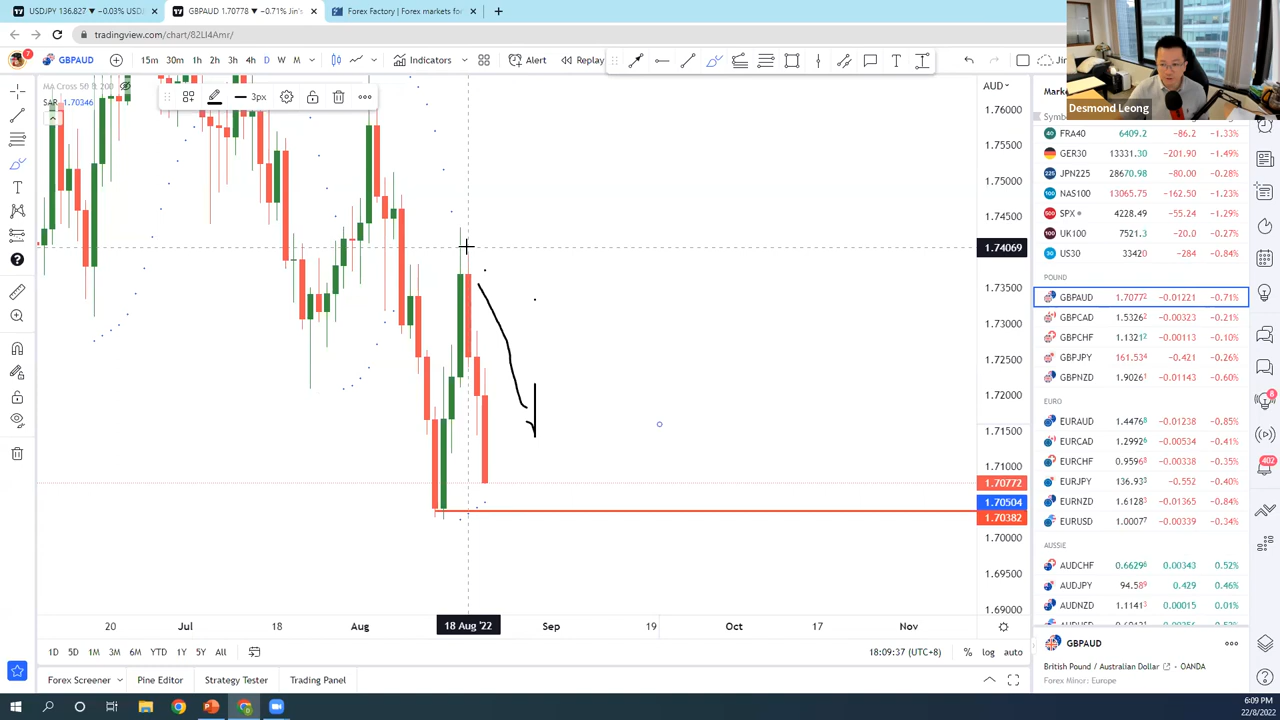 USDJPY 136.827 ▼ −0.03% USD.
GBPAUD 1.70778 ▼ −0.71% Jin's
Forex Factory | Forex markets for
tradingview.com/chart/82LI4Amr/
7
GBPAUD
15m 30m 1h 2h 3h 4h D W M
Indicators
Alert
Replay
Desmond Leong
MA Cross 50 200
SAR 1.70346
3px
AUD
1.76000
1.75500
1.75000
1.74500
1.74069
1.73500
1.73000
1.72500
1.72000
1.71500
1.71000
1.70772
1.70504
1.70382
1.70000
1.69500
1.69000
20 Jul 18 Aug 18 Aug '22 Sep 19 Oct 17 Nov
1D 5D 1M 3M 6M YTD 1Y 5Y All
18:09:37 (UTC+8)
% log auto
Forex Screener Pine Editor Strategy Tester Trading Panel
FRA40 6409.2 −86.2 −1.33%
GER30 13331.30 −201.90 −1.49%
JPN225 28670.98 −80.00 −0.28%
NAS100 13065.75 −162.50 −1.23%
SPX 4228.49 −55.24 −1.29%
UK100 7521.3 −20.0 −0.27%
US30 33420 −284 −0.84%
POUND
GBPAUD 1.70772 −0.01221 −0.71%
GBPCAD 1.53262 −0.00323 −0.21%
GBPCHF 1.13212 −0.00113 −0.10%
GBPJPY 161.534 −0.421 −0.26%
GBPNZD 1.90261 −0.01143 −0.60%
EURO
EURAUD 1.44768 −0.01238 −0.85%
EURCAD 1.29926 −0.00534 −0.41%
EURCHF 0.95968 −0.00338 −0.35%
EURJPY 136.933 −0.552 −0.40%
EURNZD 1.61283 −0.01365 −0.84%
EURUSD 1.00077 −0.00339 −0.34%
AUSSIE
AUDCHF 0.66296 0.00343 0.52%
AUDJPY 94.589 0.429 0.46%
AUDNZD 1.11413 0.00015 0.01%
8
402
GBPAUD
British Pound / Australian Dollar • OANDA
Forex Minor: Europe
6:09 PM
22/8/2022